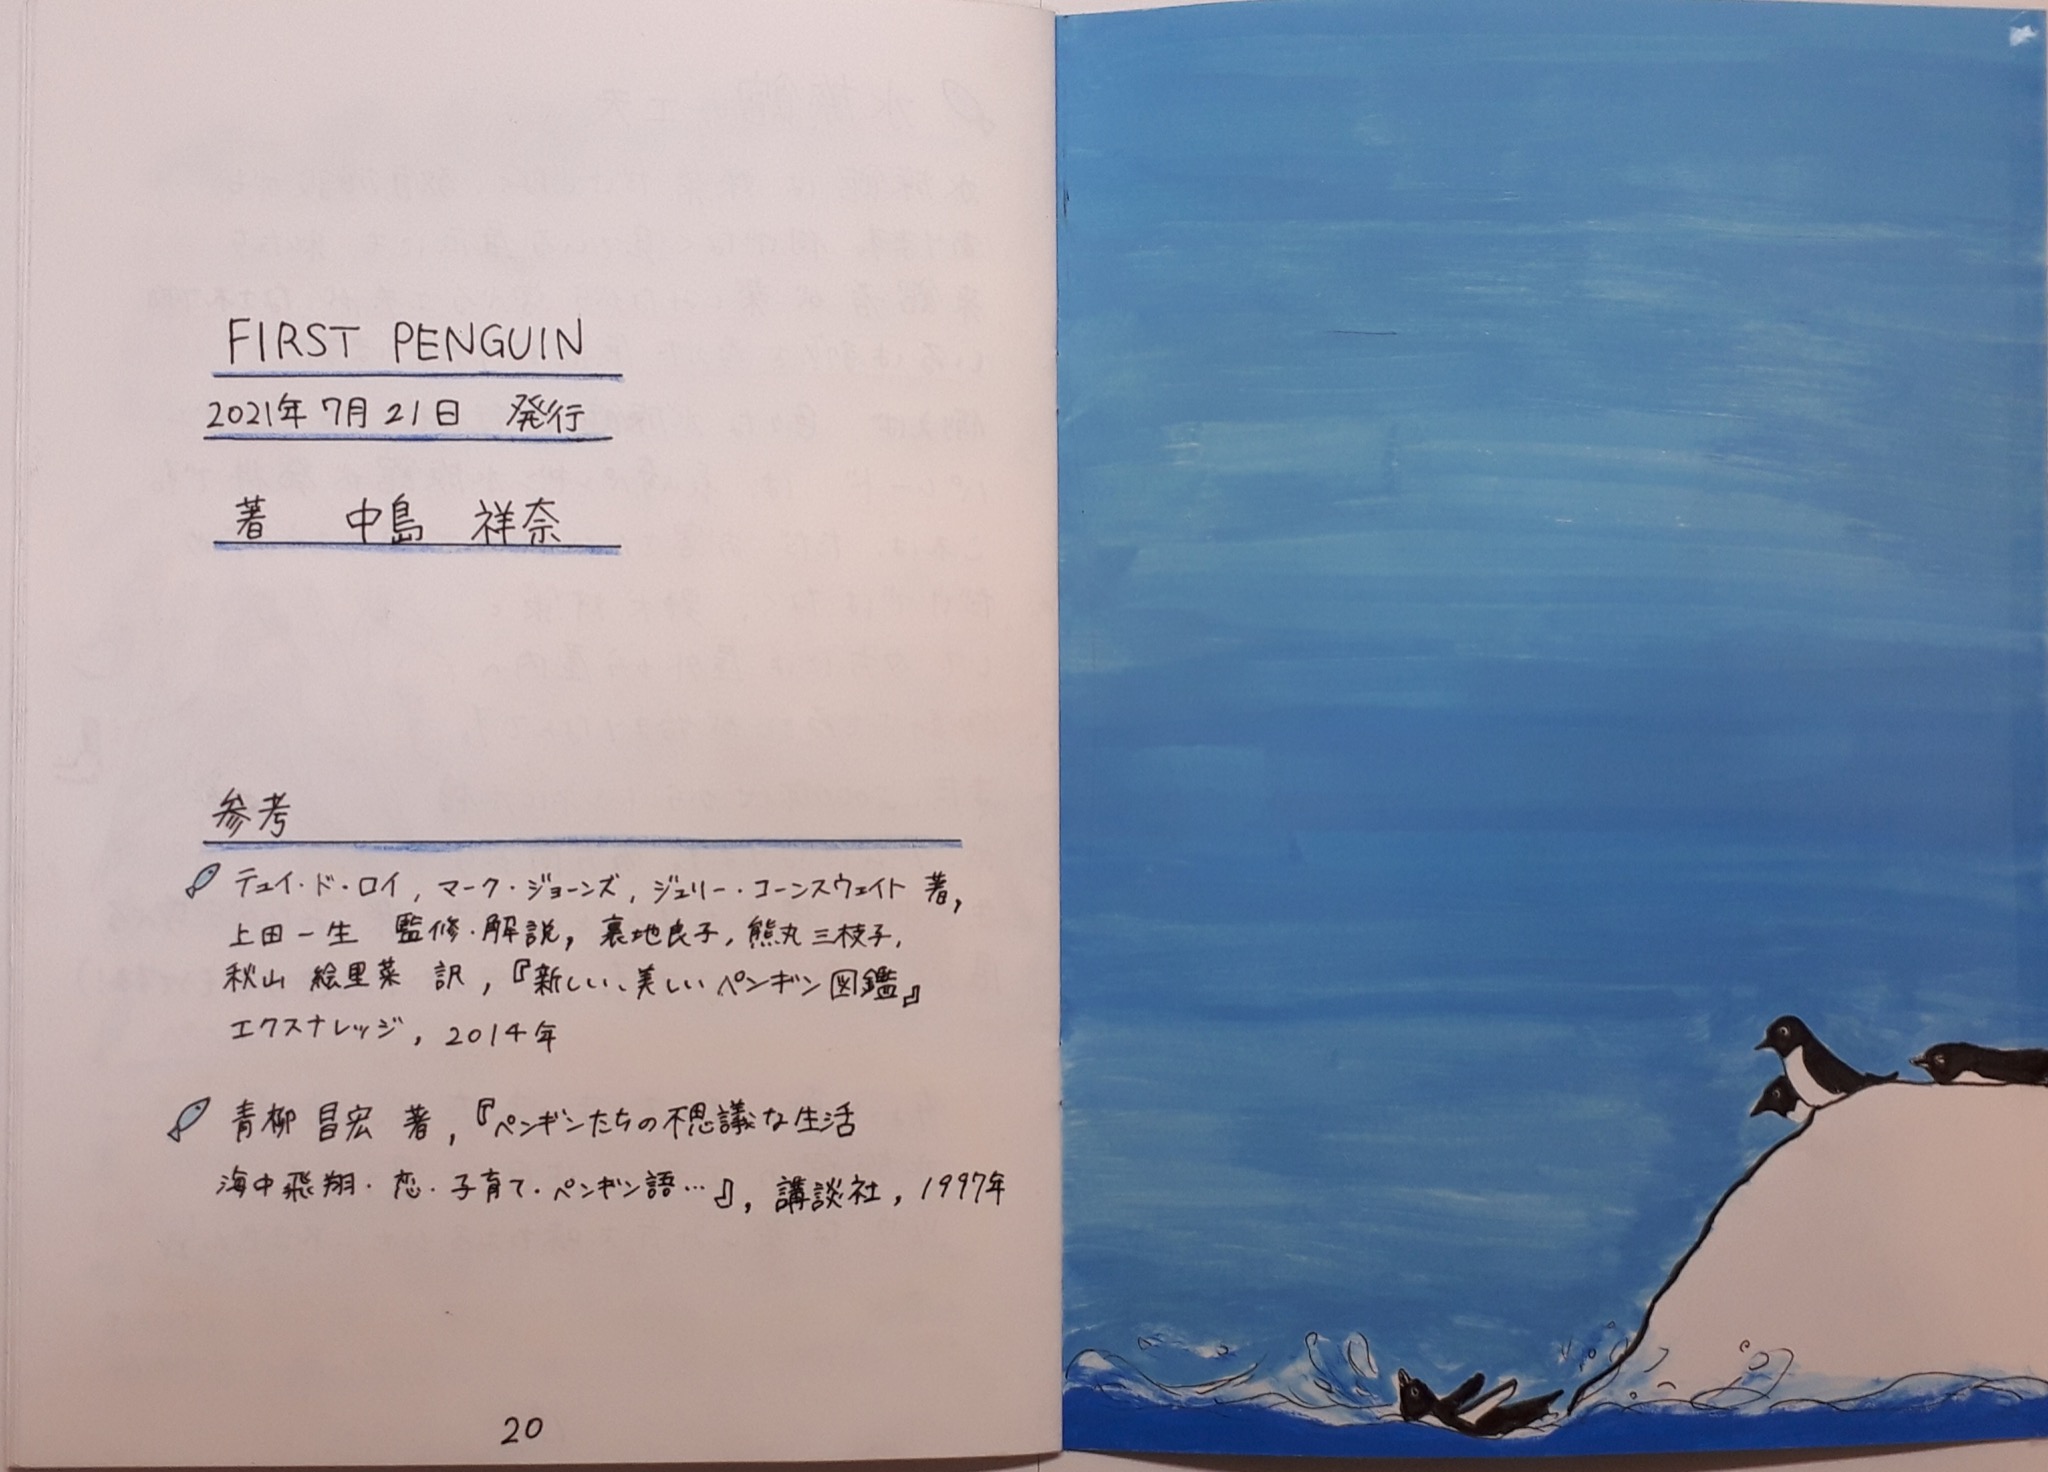 FIRST PENGUIN
2021年7月21日 発行
著 中島 祥奈
参考
テュイ・ド・ロイ, マーク・ジョーンズ, ジュリー・コーンスウェイト 著,
上田一生 監修・解説, 裏地良子, 熊丸三枝子,
秋山 絵里菜 訳, 『新しい、美しいペンギン図鑑』
エクスナレッジ, 2014年
青柳 昌宏 著, 『ペンギンたちの不思議な生活
海中飛翔・恋・子育て・ペンギン語…』, 講談社, 1997年
20